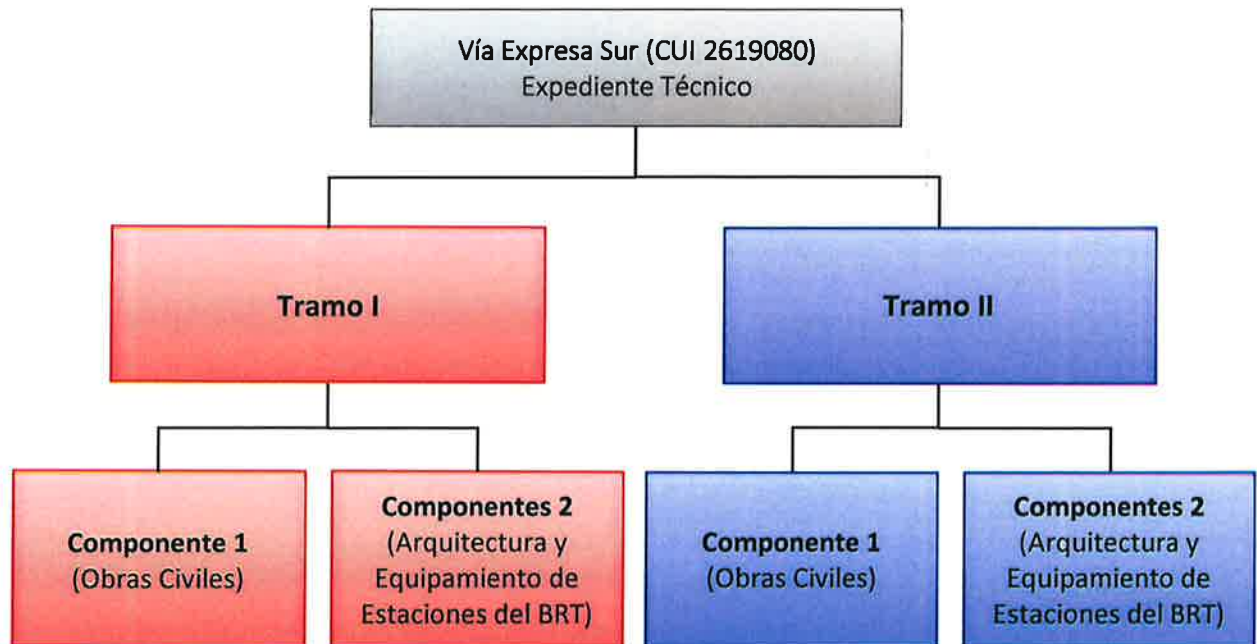 Vía Expresa Sur (CUI 2619080)
Expediente Técnico
Tramo I
Tramo II
Componente 1
(Obras Civiles)
Componentes 2
(Arquitectura y
Equipamiento de
Estaciones del BRT)
Componente 1
(Obras Civiles)
Componentes 2
(Arquitectura y
Equipamiento de
Estaciones del BRT)